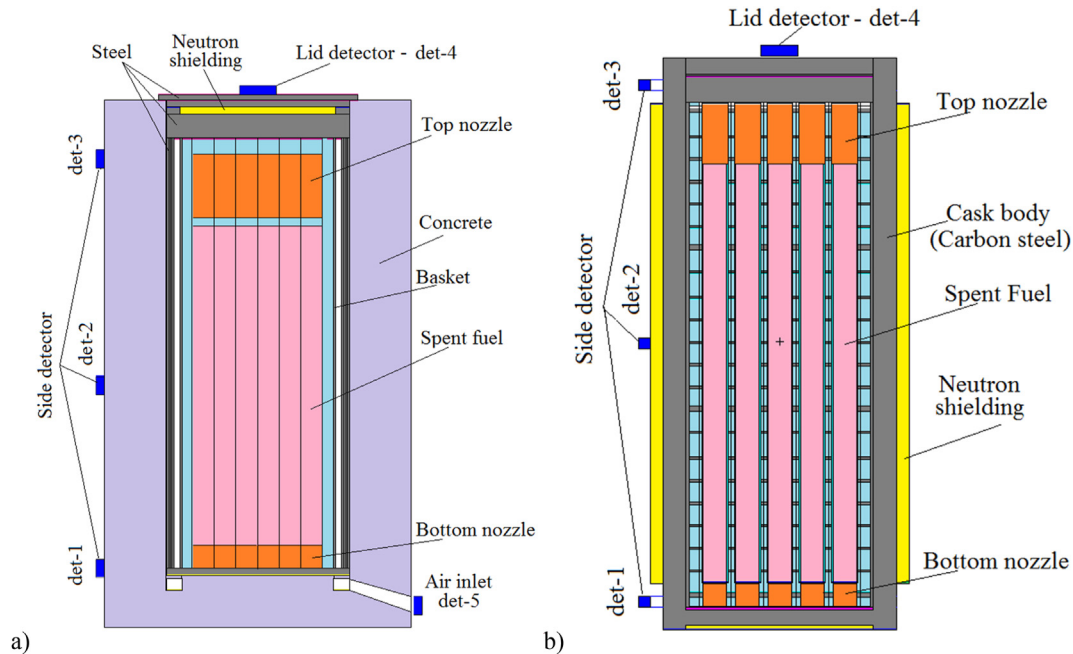 Steel
Neutron
shielding
Lid detector - det-4
Top nozzle
det-3
Concrete
Basket
Side detector
det-2
Spent fuel
Bottom nozzle
det-1
Air inlet
det-5
a)
Lid detector - det-4
det-3
Top nozzle
Cask body
(Carbon steel)
Side detector
det-2
Spent Fuel
Neutron
shielding
det-1
Bottom nozzle
b)